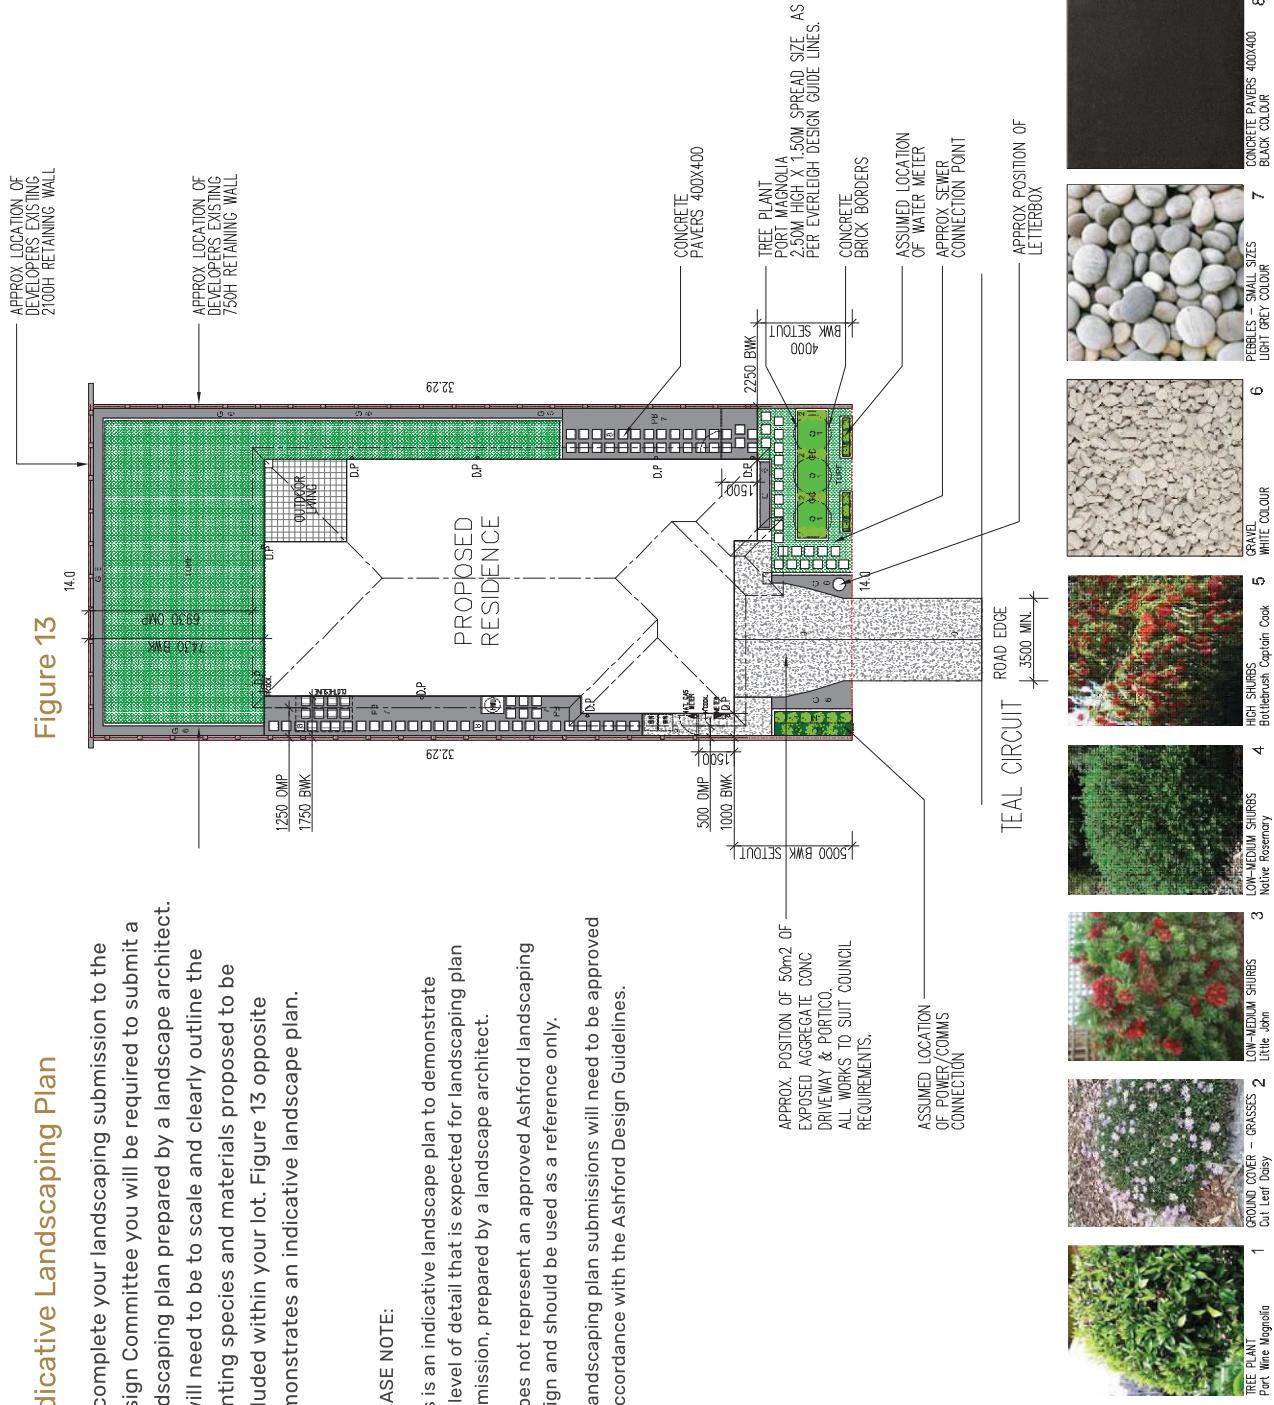 dicative Landscaping Plan
complete your landscaping submission to the
sign Committee you will be required to submit a
dscaping plan prepared by a landscape architect.
will need to be to scale and clearly outline the
nting species and materials proposed to be
luded within your lot. Figure 13 opposite
monstrates an indicative landscape plan.
ASE NOTE:
s is an indicative landscape plan to demonstrate
level of detail that is expected for landscaping plan
mission, prepared by a landscape architect.
oes not represent an approved Ashford landscaping
ign and should be used as a reference only.
andscaping plan submissions will need to be approved
ccordance with the Ashford Design Guidelines.
Figure 13
APPROX LOCATION OF
DEVELOPERS EXISTING
2100H RETAINING WALL
APPROX LOCATION OF
DEVELOPERS EXISTING
750H RETAINING WALL
14.0
32.29
32.29
14.0
6930 OMP
7430 BWK
TURF
OUTDOOR
LIVING
PROPOSED
RESIDENCE
D.P
D.P
D.P
D.P
D.P
D.P
D.P
D.P
D.P
1250 OMP
1750 BWK
500 OMP
1000 BWK
1500
1500
5000 BWK SETOUT
2250 BWK
4000
BWK SETOUT
TURF
CONCRETE
PAVERS 400X400
TREE PLANT
PORT MAGNOLIA
2.50M HIGH X 1.50M SPREAD SIZE AS
PER EVERLEIGH DESIGN GUIDE LINES.
CONCRETE
BRICK BORDERS
ASSUMED LOCATION
OF WATER METER
APPROX SEWER
CONNECTION POINT
APPROX POSITION OF
LETTERBOX
ROAD EDGE
3500 MIN.
TEAL CIRCUIT
APPROX. POSITION OF 50m2 OF
EXPOSED AGGREGATE CONC
DRIVEWAY & PORTICO.
ALL WORKS TO SUIT COUNCIL
REQUIREMENTS.
ASSUMED LOCATION
OF POWER/COMMS
CONNECTION
TREE PLANT 1
Port Wine Magnolia
GROUND COVER - GRASSES 2
Cut Leaf Daisy
LOW-MEDIUM SHURBS 3
Little John
LOW-MEDIUM SHURBS 4
Native Rosemary
HIGH SHURBS 5
Bottlebrush Captain Cook
GRAVEL 6
WHITE COLOUR
PEBBLES - SMALL SIZES 7
LIGHT GREY COLOUR
CONCRETE PAVERS 400X400 8
BLACK COLOUR